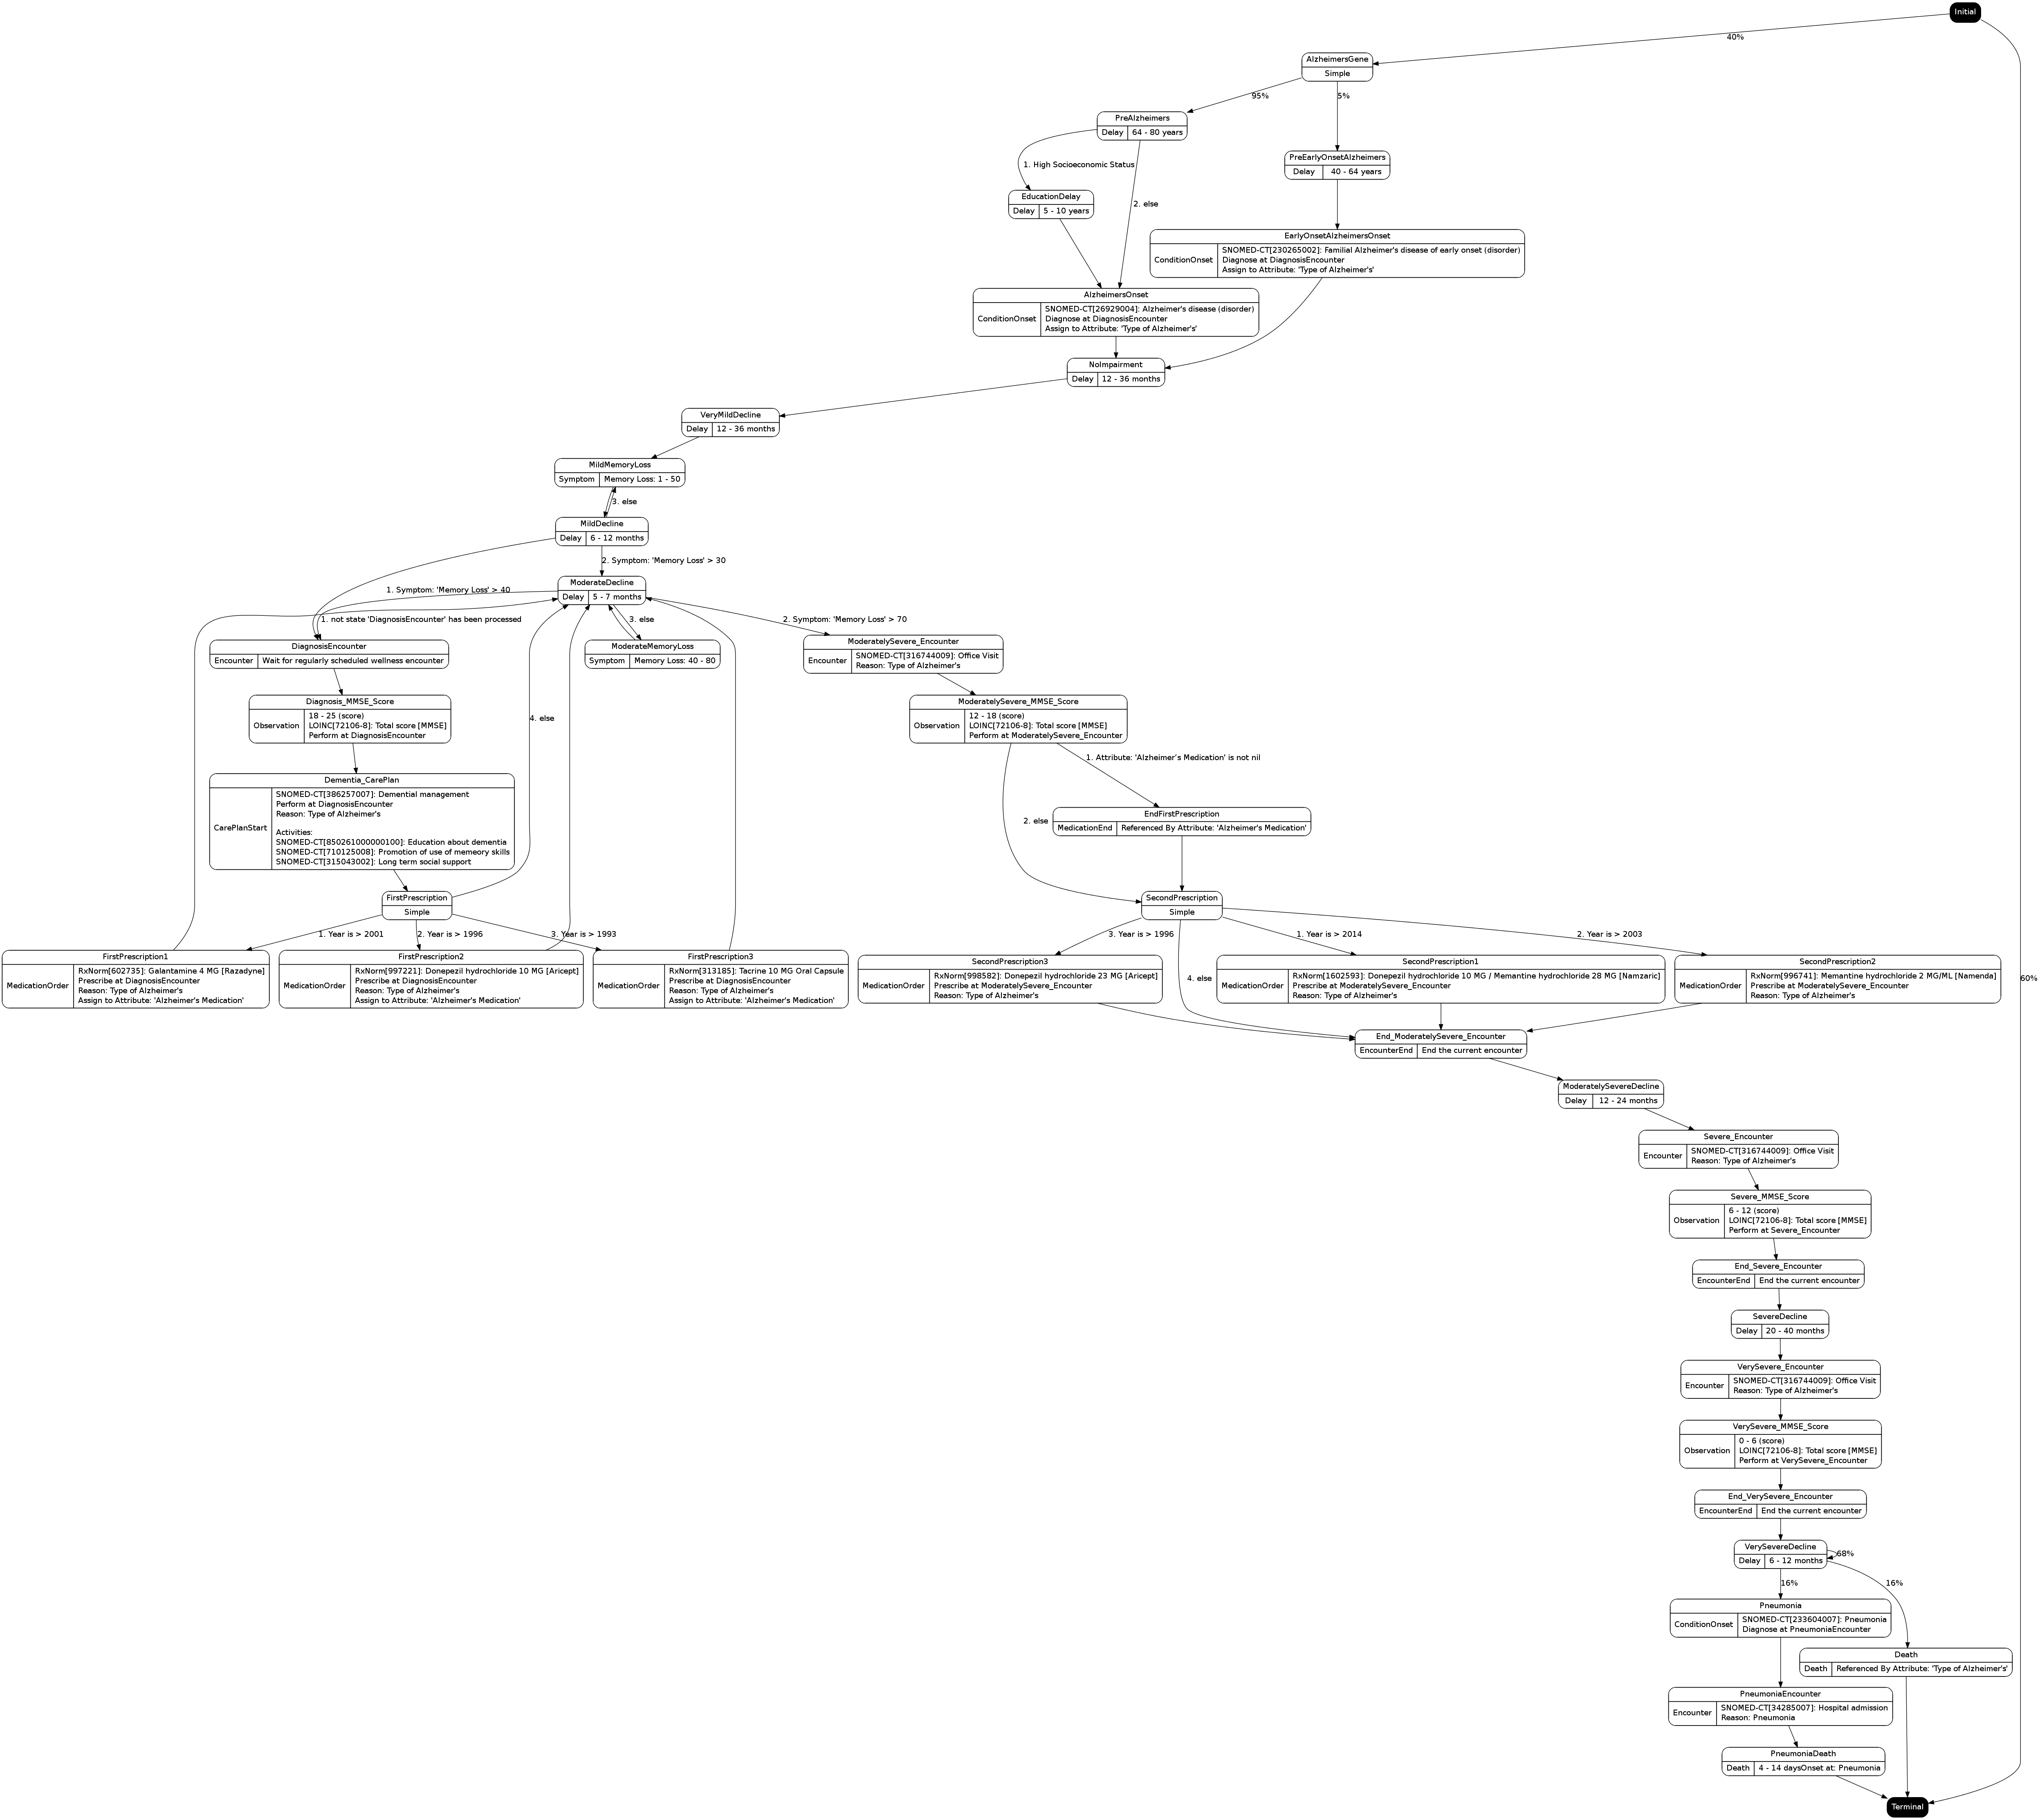 Initial
40%
AlzheimersGene
Simple
95%
5%
PreAlzheimers
Delay 64 - 80 years
PreEarlyOnsetAlzheimers
Delay 40 - 64 years
1. High Socioeconomic Status
EducationDelay
Delay 5 - 10 years
2. else
EarlyOnsetAlzheimersOnset
ConditionOnset
SNOMED-CT[230265002]: Familial Alzheimer's disease of early onset (disorder)
Diagnose at DiagnosisEncounter
Assign to Attribute: 'Type of Alzheimer's'
AlzheimersOnset
ConditionOnset
SNOMED-CT[26929004]: Alzheimer's disease (disorder)
Diagnose at DiagnosisEncounter
Assign to Attribute: 'Type of Alzheimer's'
NoImpairment
Delay 12 - 36 months
VeryMildDecline
Delay 12 - 36 months
MildMemoryLoss
Symptom Memory Loss: 1 - 50
3. else
MildDecline
Delay 6 - 12 months
2. Symptom: 'Memory Loss' > 30
1. Symptom: 'Memory Loss' > 40
ModerateDecline
Delay 5 - 7 months
1. not state 'DiagnosisEncounter' has been processed
3. else
2. Symptom: 'Memory Loss' > 70
DiagnosisEncounter
Encounter Wait for regularly scheduled wellness encounter
ModerateMemoryLoss
Symptom Memory Loss: 40 - 80
ModeratelySevere_Encounter
Encounter
SNOMED-CT[316744009]: Office Visit
Reason: Type of Alzheimer's
Diagnosis_MMSE_Score
Observation
18 - 25 (score)
LOINC[72106-8]: Total score [MMSE]
Perform at DiagnosisEncounter
4. else
ModeratelySevere_MMSE_Score
Observation
12 - 18 (score)
LOINC[72106-8]: Total score [MMSE]
Perform at ModeratelySevere_Encounter
1. Attribute: 'Alzheimer's Medication' is not nil
2. else
Dementia_CarePlan
CarePlanStart
SNOMED-CT[386257007]: Demential management
Perform at DiagnosisEncounter
Reason: Type of Alzheimer's
Activities:
SNOMED-CT[850261000000100]: Education about dementia
SNOMED-CT[710125008]: Promotion of use of memeory skills
SNOMED-CT[315043002]: Long term social support
EndFirstPrescription
MedicationEnd Referenced By Attribute: 'Alzheimer's Medication'
FirstPrescription
Simple
SecondPrescription
Simple
1. Year is > 2001
2. Year is > 1996
3. Year is > 1993
3. Year is > 1996
4. else
1. Year is > 2014
2. Year is > 2003
60%
FirstPrescription1
MedicationOrder
RxNorm[602735]: Galantamine 4 MG [Razadyne]
Prescribe at DiagnosisEncounter
Reason: Type of Alzheimer's
Assign to Attribute: 'Alzheimer's Medication'
FirstPrescription2
MedicationOrder
RxNorm[997221]: Donepezil hydrochloride 10 MG [Aricept]
Prescribe at DiagnosisEncounter
Reason: Type of Alzheimer's
Assign to Attribute: 'Alzheimer's Medication'
FirstPrescription3
MedicationOrder
RxNorm[313185]: Tacrine 10 MG Oral Capsule
Prescribe at DiagnosisEncounter
Reason: Type of Alzheimer's
Assign to Attribute: 'Alzheimer's Medication'
SecondPrescription3
MedicationOrder
RxNorm[998582]: Donepezil hydrochloride 23 MG [Aricept]
Prescribe at ModeratelySevere_Encounter
Reason: Type of Alzheimer's
SecondPrescription1
MedicationOrder
RxNorm[1602593]: Donepezil hydrochloride 10 MG / Memantine hydrochloride 28 MG [Namzaric]
Prescribe at ModeratelySevere_Encounter
Reason: Type of Alzheimer's
SecondPrescription2
MedicationOrder
RxNorm[996741]: Memantine hydrochloride 2 MG/ML [Namenda]
Prescribe at ModeratelySevere_Encounter
Reason: Type of Alzheimer's
End_ModeratelySevere_Encounter
EncounterEnd End the current encounter
ModeratelySevereDecline
Delay 12 - 24 months
Severe_Encounter
Encounter
SNOMED-CT[316744009]: Office Visit
Reason: Type of Alzheimer's
Severe_MMSE_Score
Observation
6 - 12 (score)
LOINC[72106-8]: Total score [MMSE]
Perform at Severe_Encounter
End_Severe_Encounter
EncounterEnd End the current encounter
SevereDecline
Delay 20 - 40 months
VerySevere_Encounter
Encounter
SNOMED-CT[316744009]: Office Visit
Reason: Type of Alzheimer's
VerySevere_MMSE_Score
Observation
0 - 6 (score)
LOINC[72106-8]: Total score [MMSE]
Perform at VerySevere_Encounter
End_VerySevere_Encounter
EncounterEnd End the current encounter
VerySevereDecline
Delay 6 - 12 months
68%
16%
16%
Pneumonia
ConditionOnset
SNOMED-CT[233604007]: Pneumonia
Diagnose at PneumoniaEncounter
Death
Death Referenced By Attribute: 'Type of Alzheimer's'
PneumoniaEncounter
Encounter
SNOMED-CT[34285007]: Hospital admission
Reason: Pneumonia
PneumoniaDeath
Death 4 - 14 daysOnset at: Pneumonia
Terminal